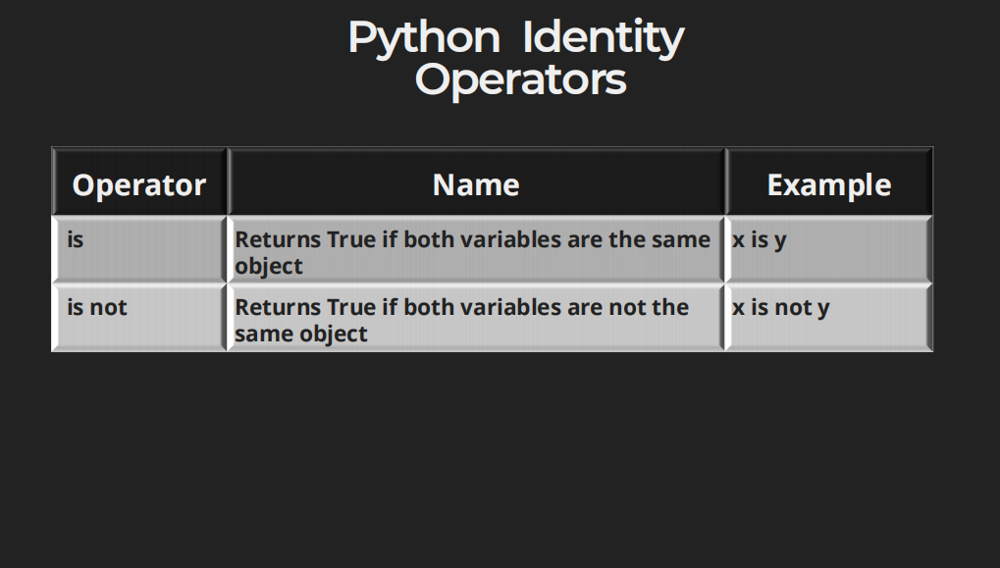 Python Identity
Operators
Operator Name Example
is Returns True if both variables are the same x is y
object
is not Returns True if both variables are not the x is not y
same object